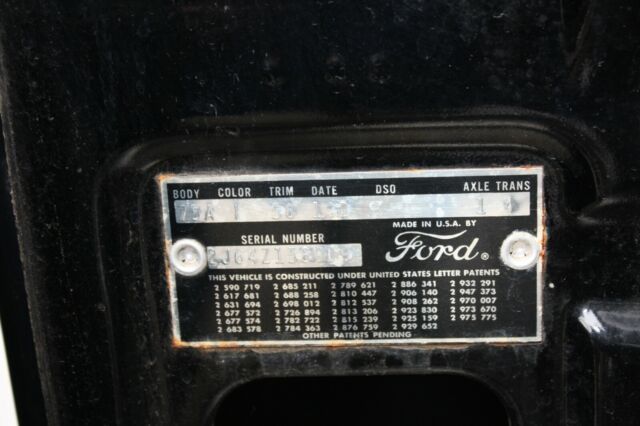 BODY COLOR TRIM DATE DSO AXLE TRANS
1
MADE IN U.S.A. BY
SERIAL NUMBER
Ford®
THIS VEHICLE IS CONSTRUCTED UNDER UNITED STATES LETTER PATENTS
2 590 719 2 685 211 2 789 621 2 886 341 2 932 291
2 617 681 2 688 258 2 810 447 2 906 140 2 947 373
2 631 694 2 698 012 2 812 537 2 908 262 2 970 007
2 677 572 2 726 894 2 813 206 2 923 830 2 973 670
2 677 574 2 782 722 2 815 239 2 925 159 2 975 775
2 683 578 2 784 363 2 876 759 2 929 652
OTHER PATENTS PENDING